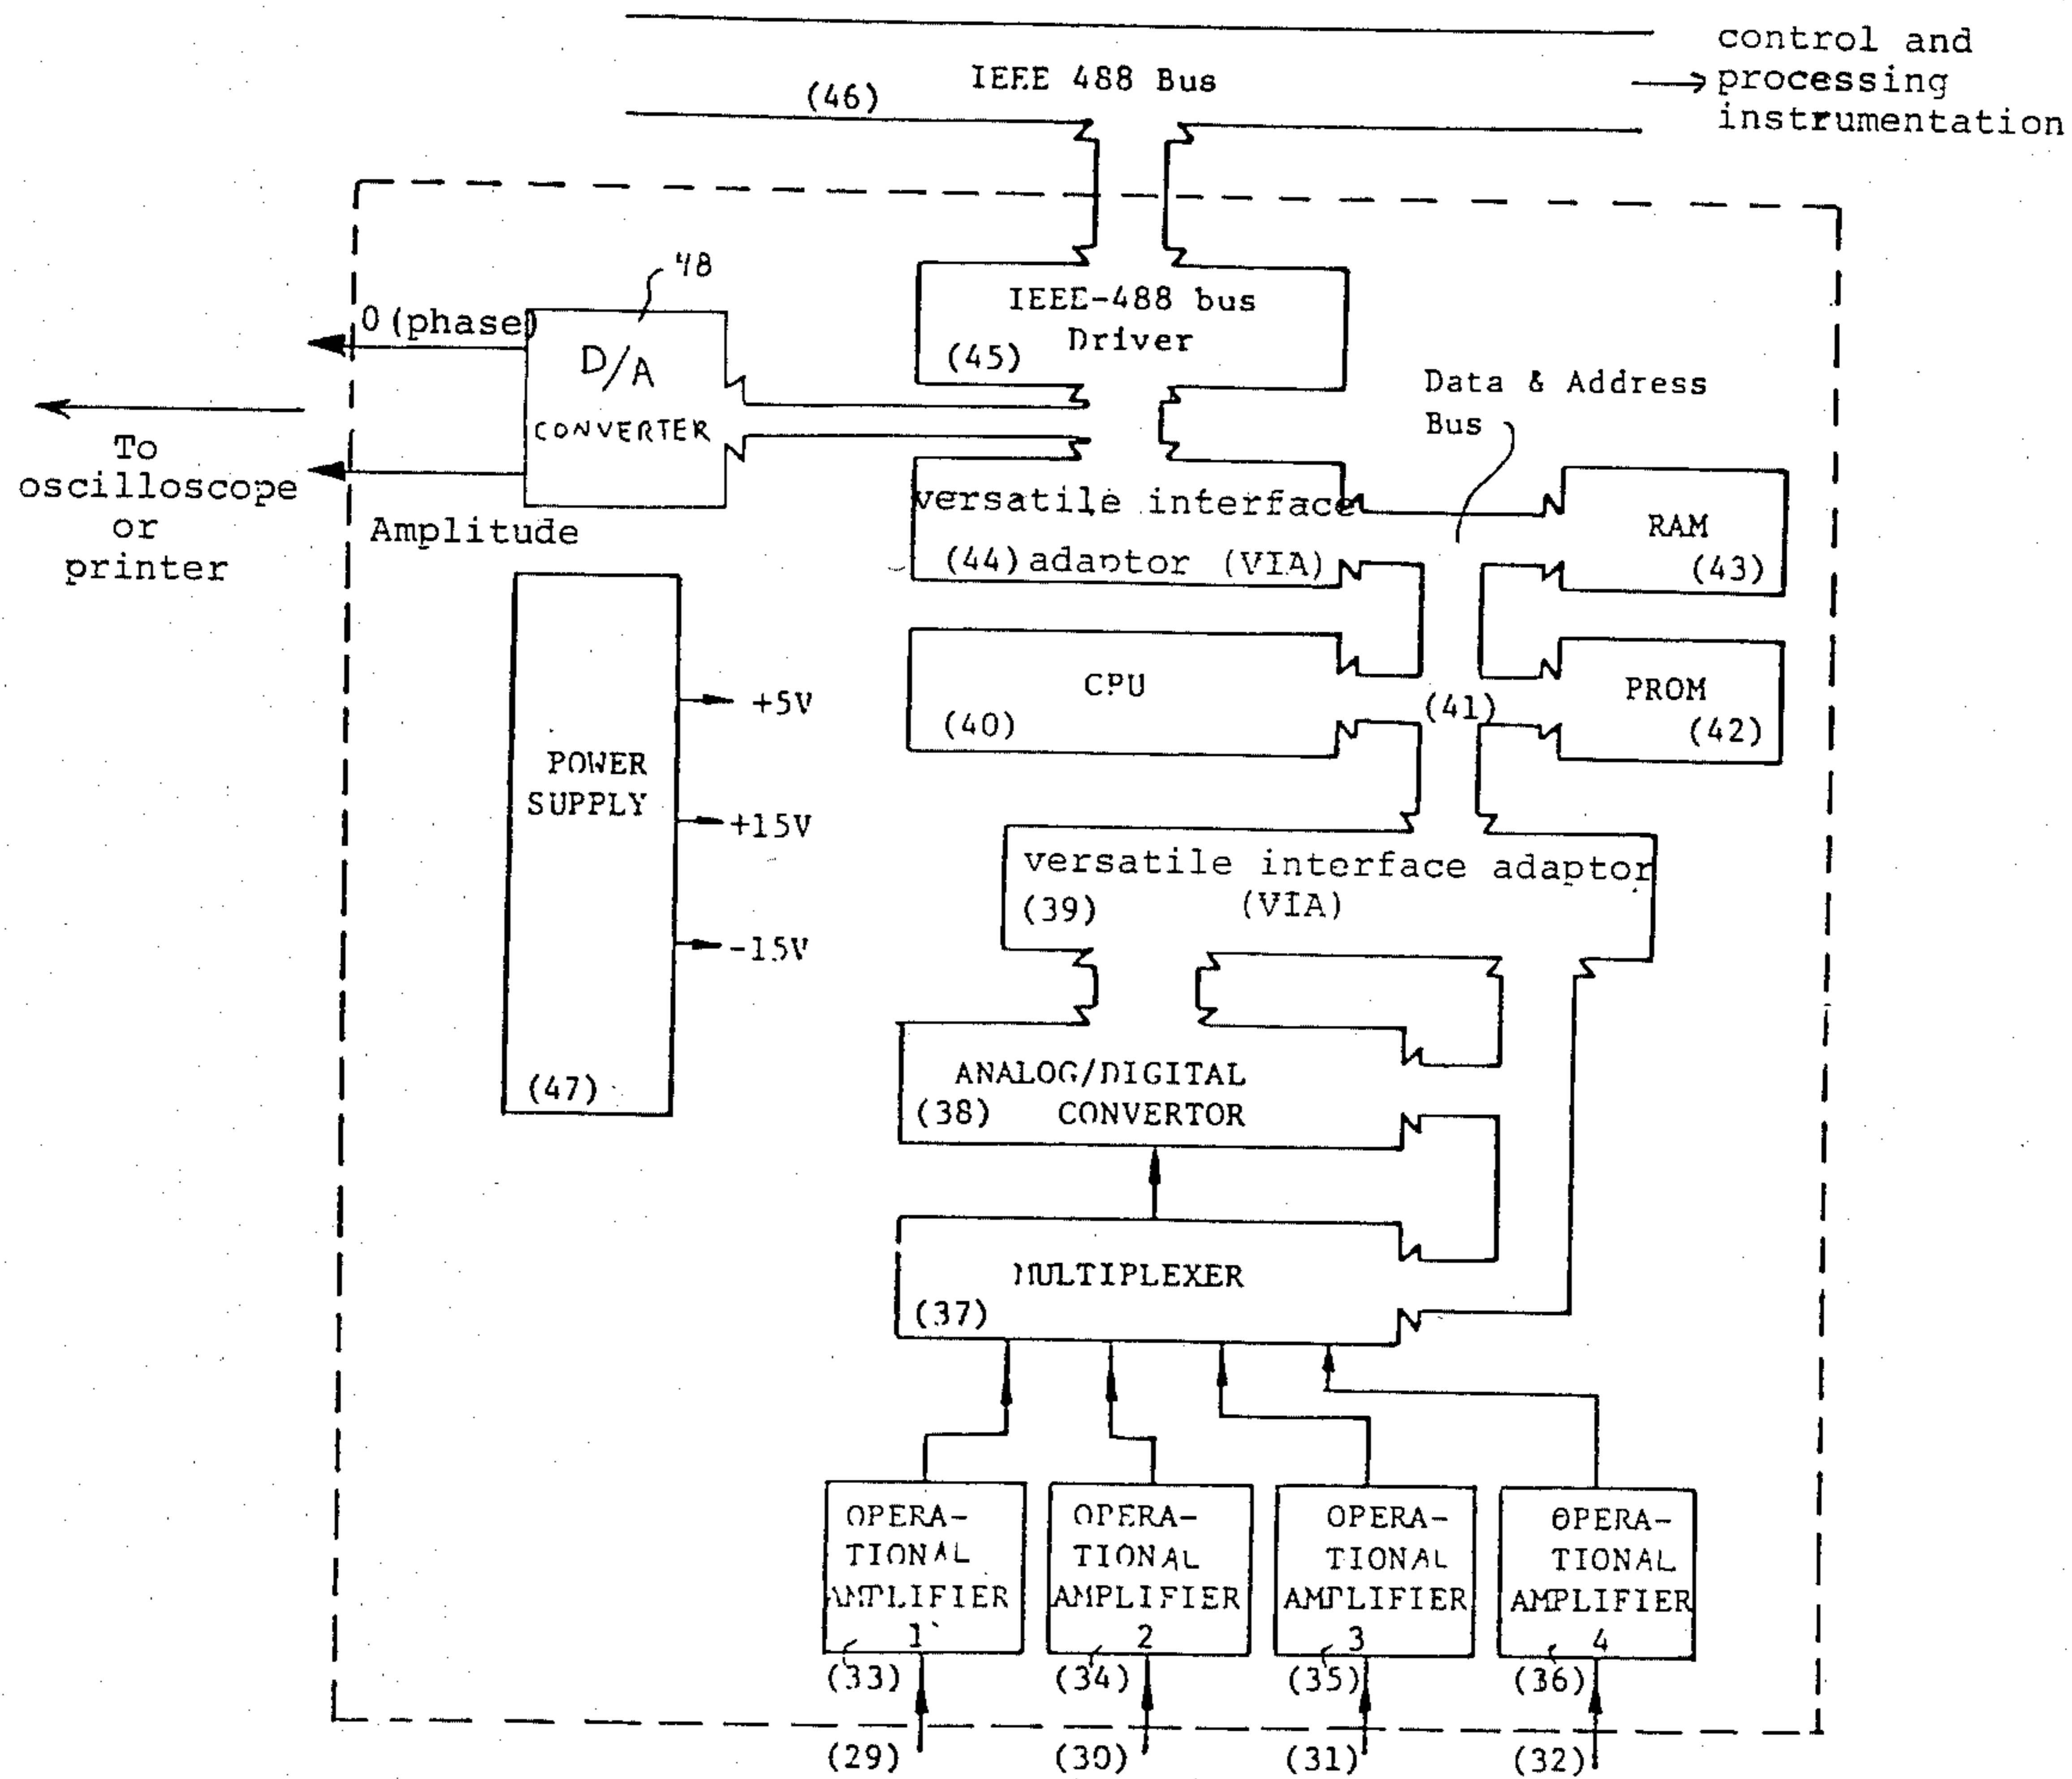 control and
processing
instrumentation
IEEE 488 Bus
(46)
48
0 (phase)
D/A
CONVERTER
IEEE-488 bus
Driver
(45)
Data & Address
Bus
To
oscilloscope
or
printer
Amplitude
versatile interface
(44) adaptor (VIA)
RAM
(43)
CPU
(40)
(41)
PROM
(42)
POWER
SUPPLY
+5V
+15V
-15V
(47)
versatile interface adaptor
(39) (VIA)
ANALOG/DIGITAL
(38) CONVERTOR
MULTIPLEXER
(37)
OPERA-
TIONAL
AMPLIFIER
1
(33)
OPERA-
TIONAL
AMPLIFIER
2
(34)
OPERA-
TIONAL
AMPLIFIER
3
(35)
OPERA-
TIONAL
AMPLIFIER
4
(36)
(29)
(30)
(31)
(32)